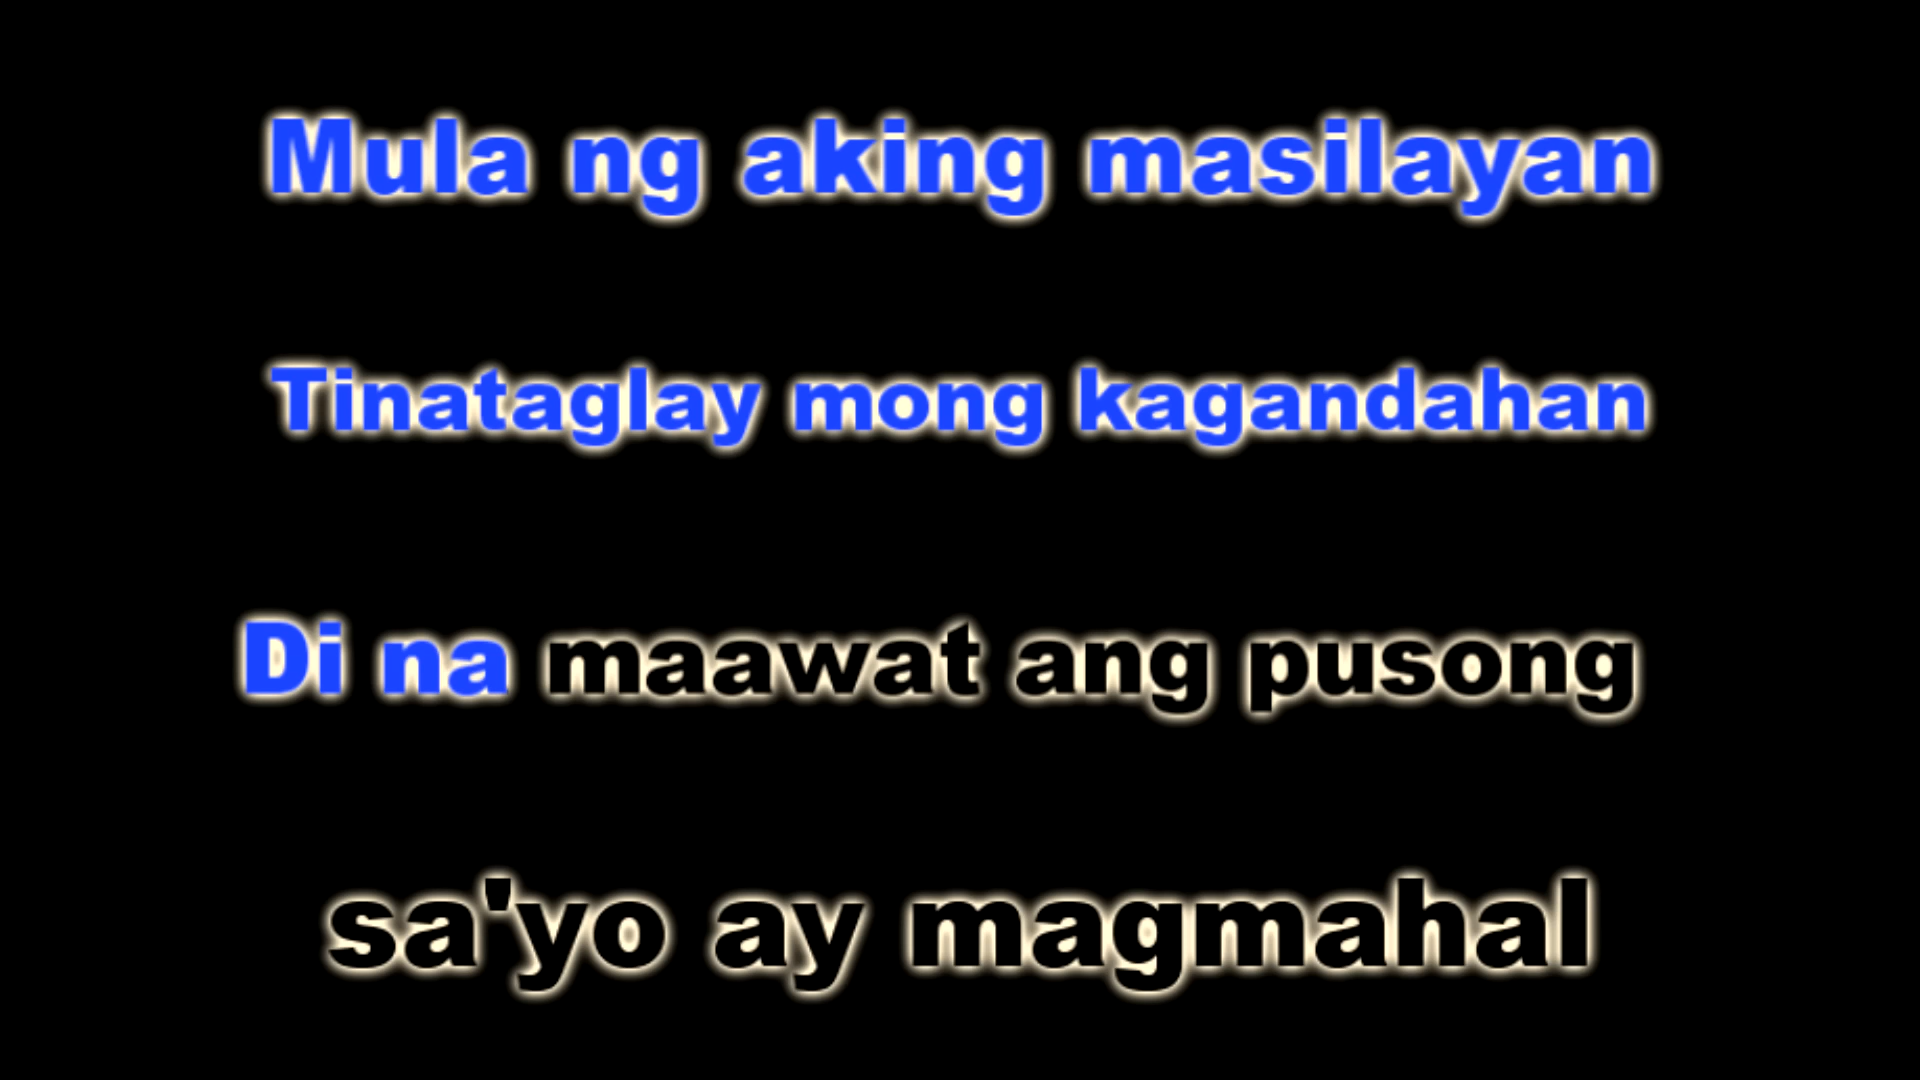 Mula ng aking masilayan
Tinataglay mong kagandahan
Di na maawat ang pusong
sa'yo ay magmahal